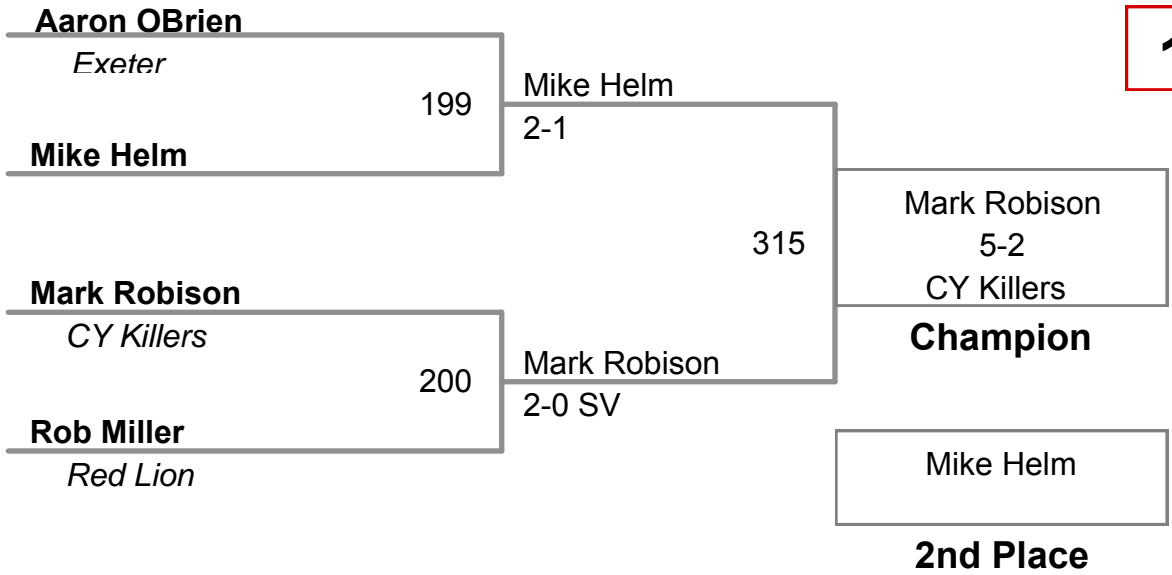 Aaron OBrien
Exeter
199
Mike Helm
2-1
Mike Helm
315
Mark Robison
5-2
CY Killers
Champion
Mark Robison
CY Killers
200
Mark Robison
2-0 SV
Rob Miller
Red Lion
Mike Helm
2nd Place